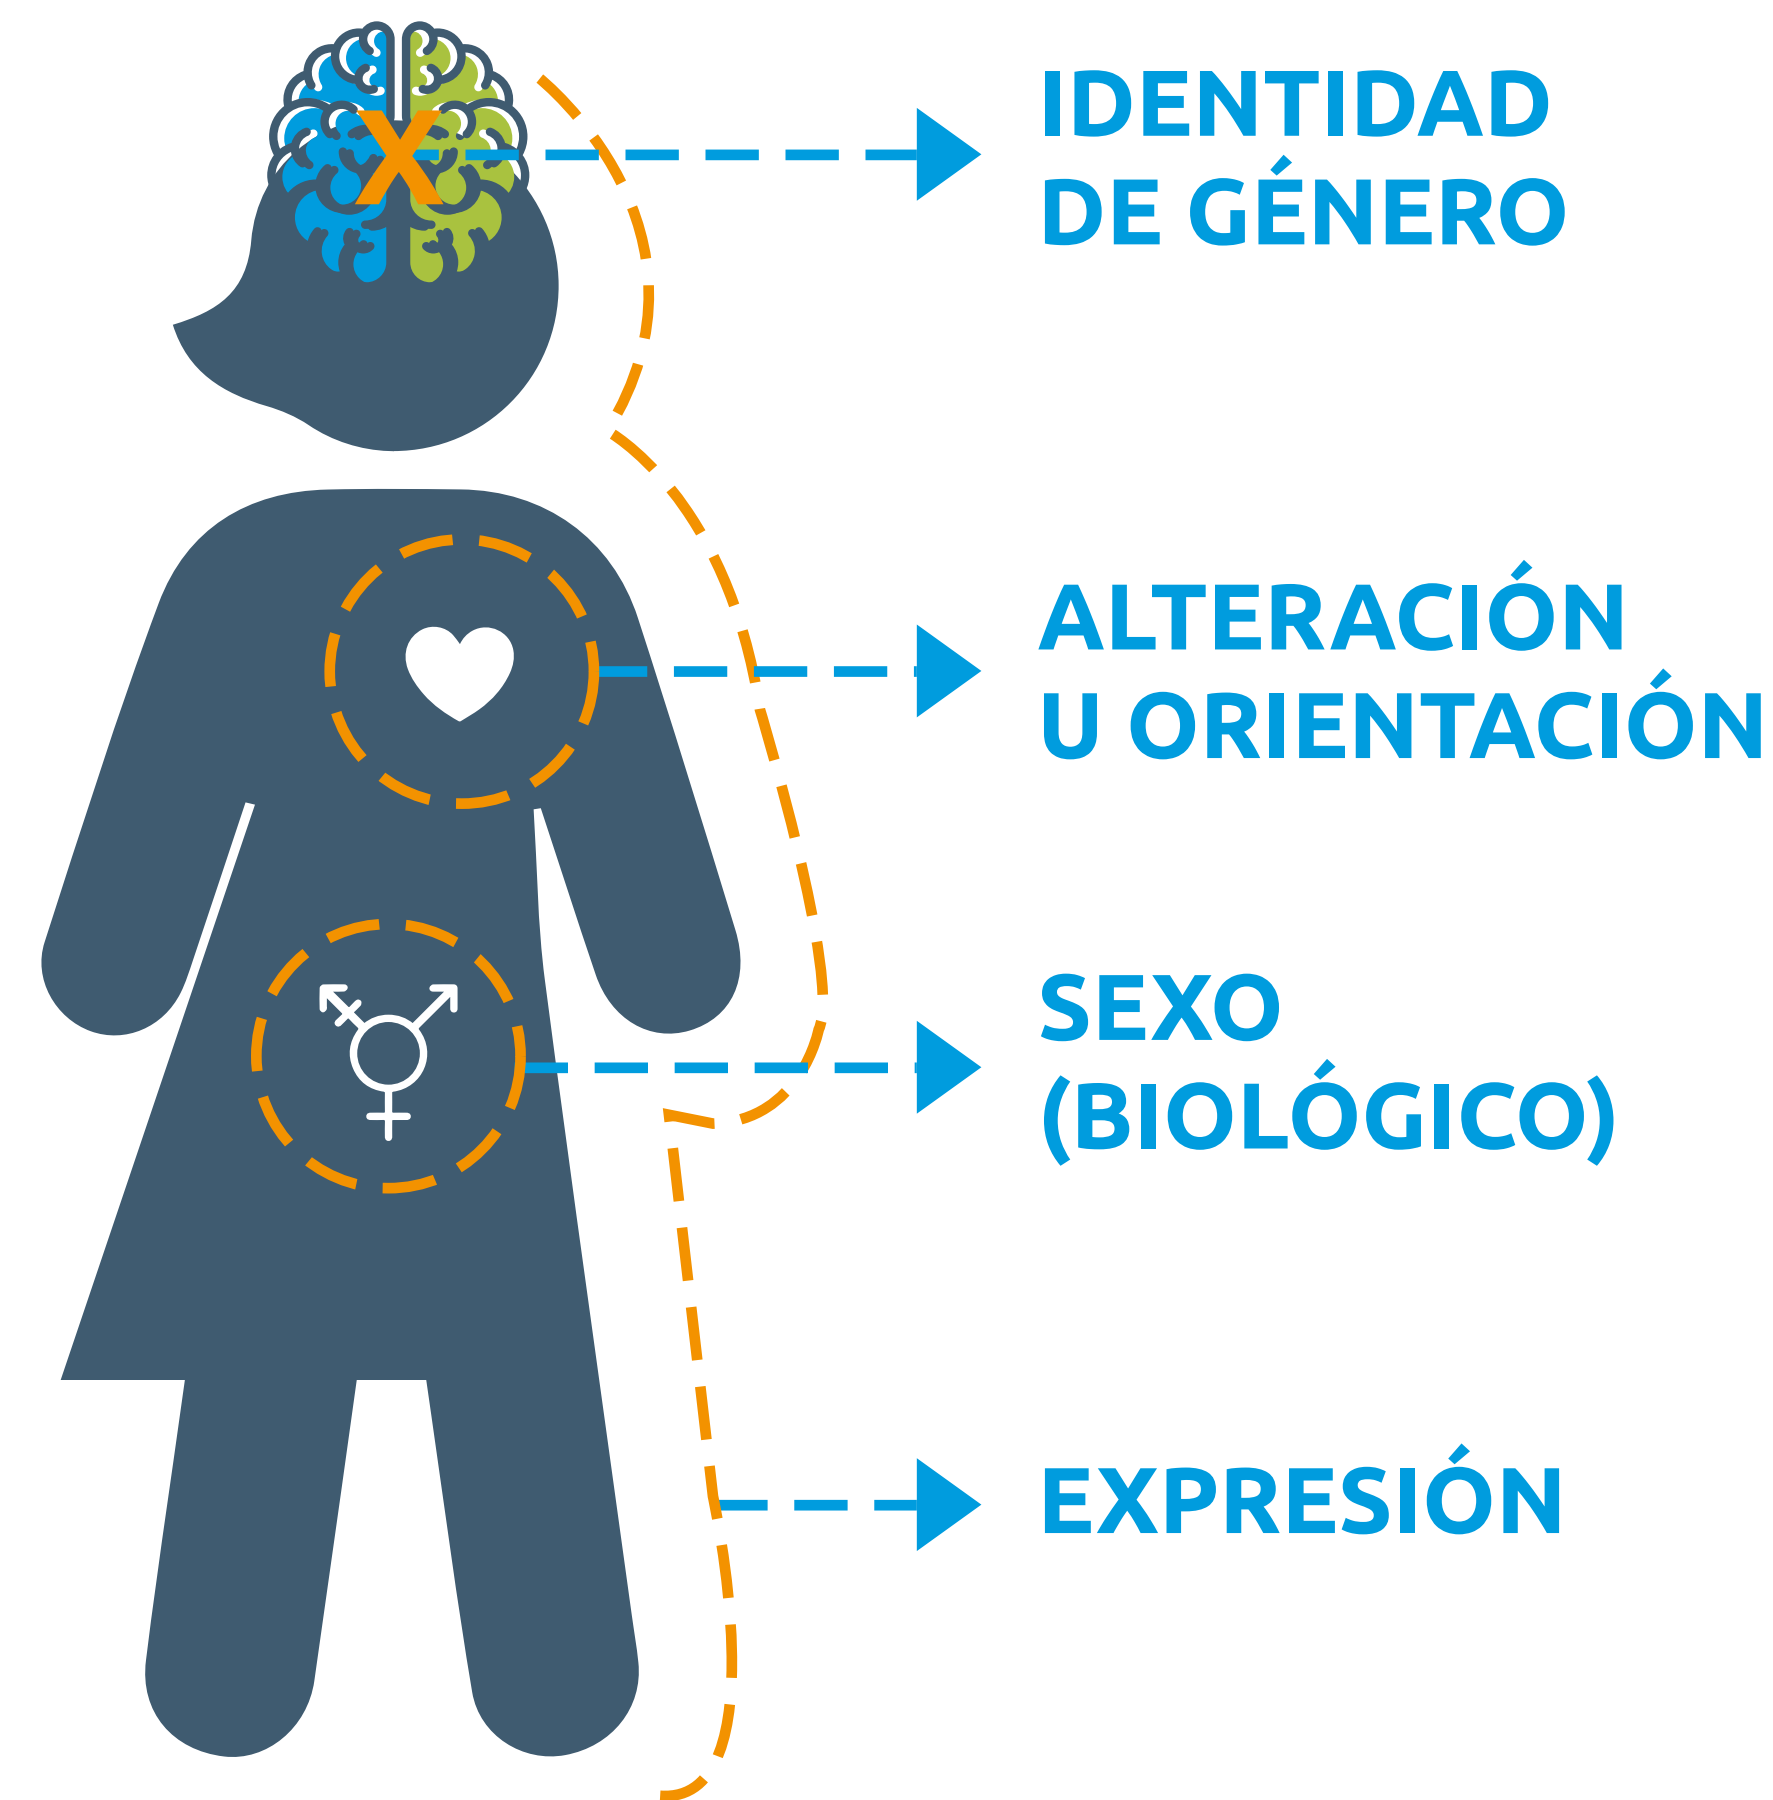 X
IDENTIDAD
DE GÉNERO
ALTERACIÓN
U ORIENTACIÓN
SEXO
(BIOLÓGICO)
EXPRESIÓN